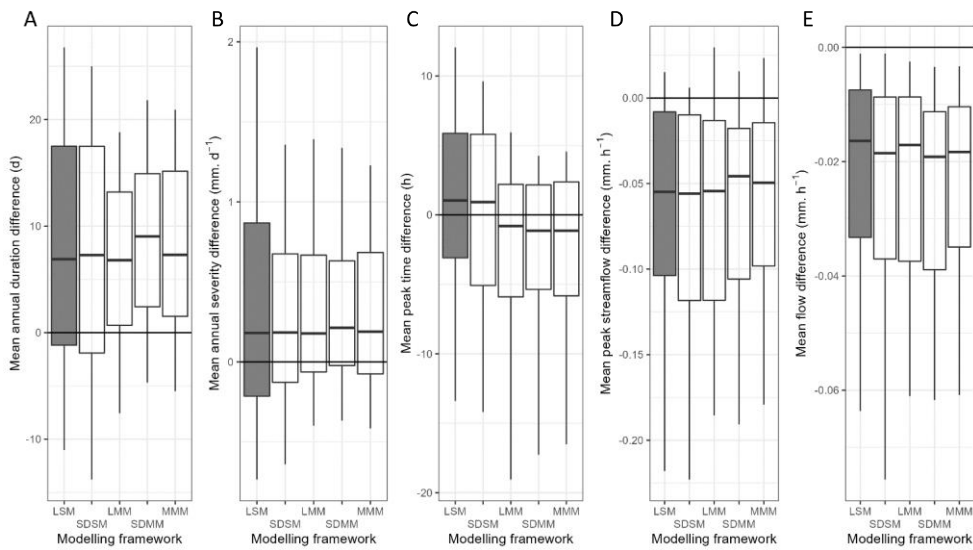 A
B
C
D
E
Mean annual duration difference (d)
20
10
0
-10
LSM LMM MMM
SDSM SDMM
Modelling framework
Mean annual severity difference (mm. d⁻¹)
2
1
0
LSM LMM MMM
SDSM SDMM
Modelling framework
Mean peak time difference (h)
10
0
-10
-20
LSM LMM MMM
SDSM SDMM
Modelling framework
Mean peak streamflow difference (mm. h⁻¹)
0.00
-0.05
-0.10
-0.15
-0.20
LSM LMM MMM
SDSM SDMM
Modelling framework
Mean flow difference (mm. h⁻¹)
0.00
-0.02
-0.04
-0.06
LSM LMM MMM
SDSM SDMM
Modelling framework